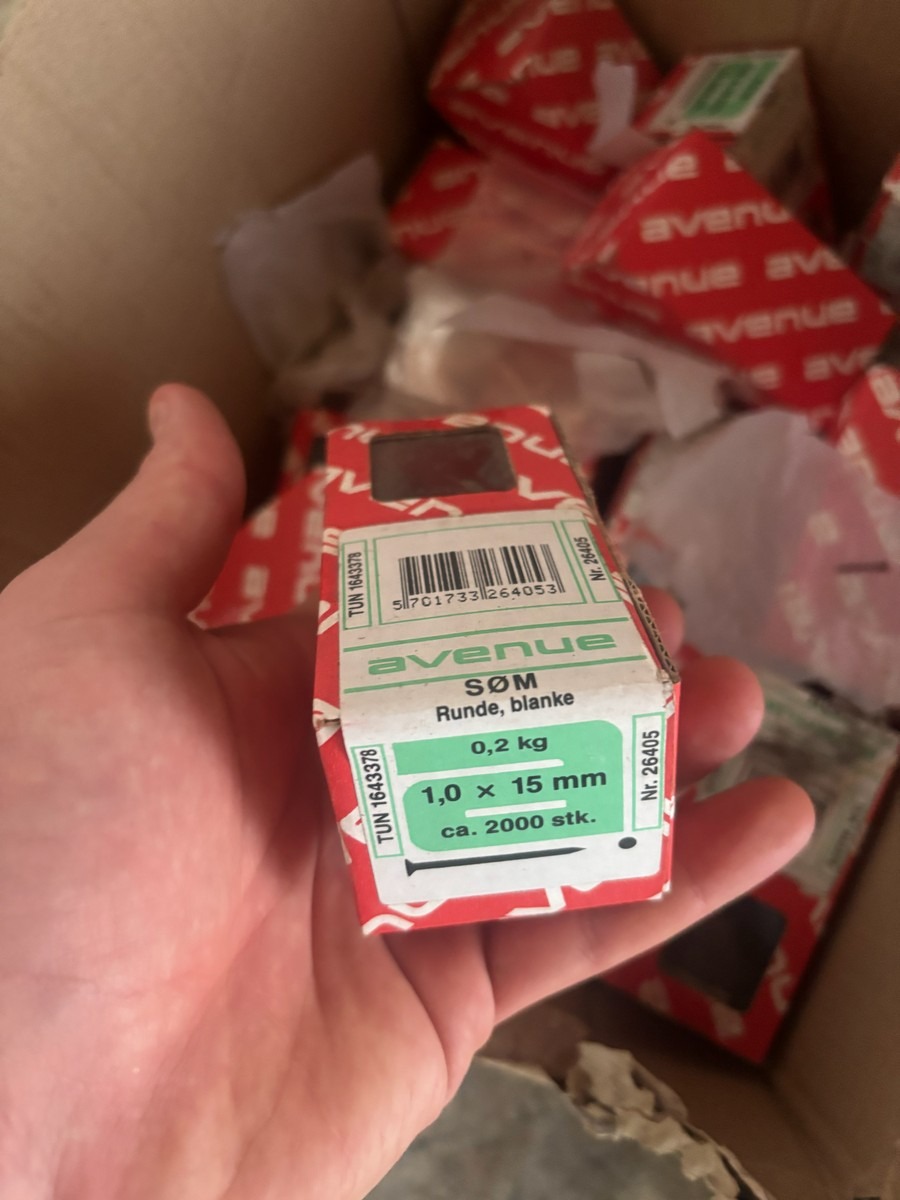 avenue
avenue
avenue
TUN 1643378
5 701733 264053
Nr. 26405
avenue
SØM
Runde, blanke
0,2 kg
TUN 1643378
1,0 × 15 mm
Nr. 26405
ca. 2000 stk.